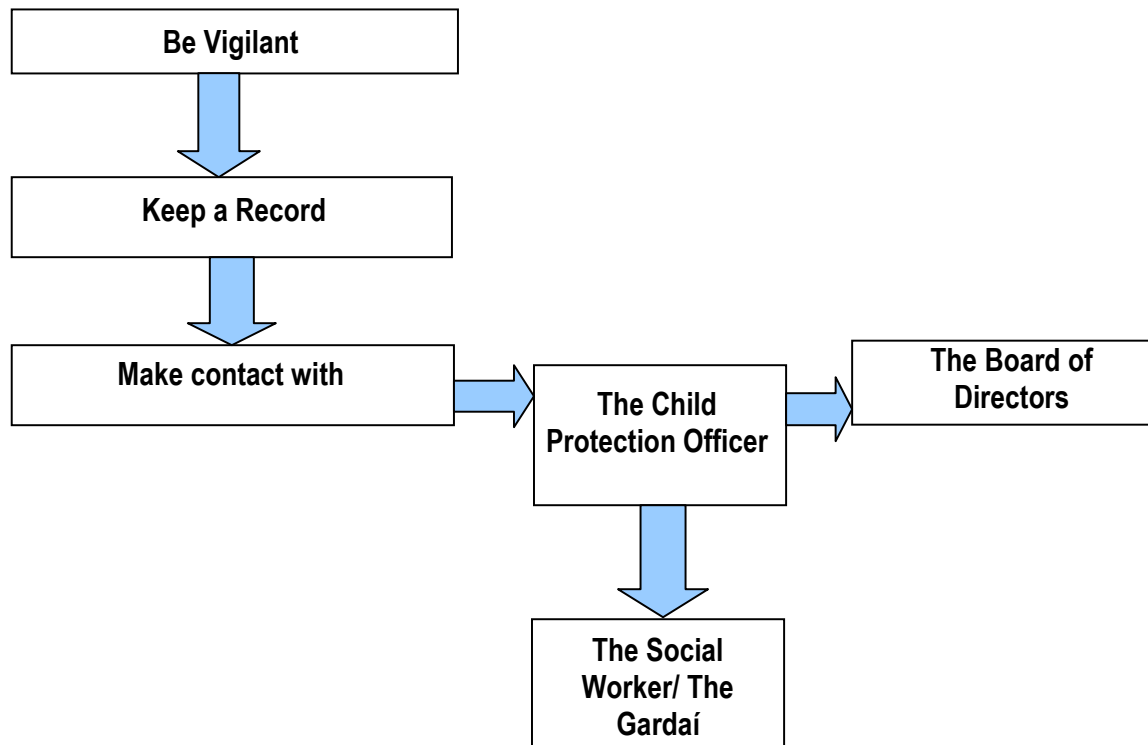 Be Vigilant
Keep a Record
Make contact with
The Child
Protection Officer
The Board of
Directors
The Social
Worker/ The
Gardaí